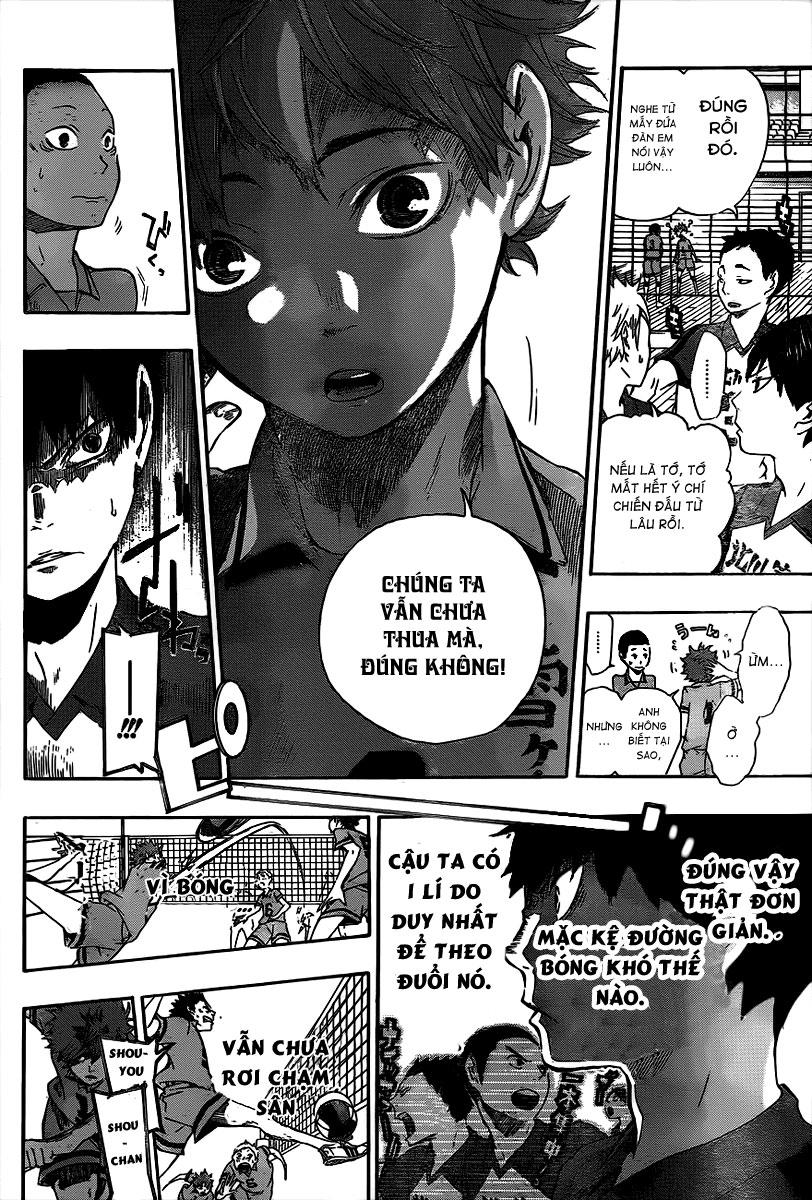 ĐÚNG
RỒI
ĐÓ.
NGHE TỪ
MẤY ĐỨA
ĐÀN EM
NÓI VẬY
LUÔN...
NẾU LÀ TỚ, TỚ
MẤT HẾT Ý CHÍ
CHIẾN ĐẤU TỪ
LÂU RỒI.
ỪM...
Ờ
...
うーん
ANH
KHÔNG
BIẾT TẠI
SAO,
NHƯNG
...
CHÚNG TA
VẪN CHƯA
THUA MÀ,
ĐÚNG KHÔNG!
!!!
ĐÚNG VẬY
THẬT ĐƠN
GIẢN..
MẶC KỆ ĐƯỜNG
BÓNG KHÓ THẾ
NÀO.
CẬU TA CÓ
1 LÍ DO
DUY NHẤT
ĐỂ THEO
ĐUỔI NÓ.
VÌ BÓNG
VẪN CHƯA
RƠI CHẠM
SÂN
SHOU-
YOU
SHOU
-
CHAN